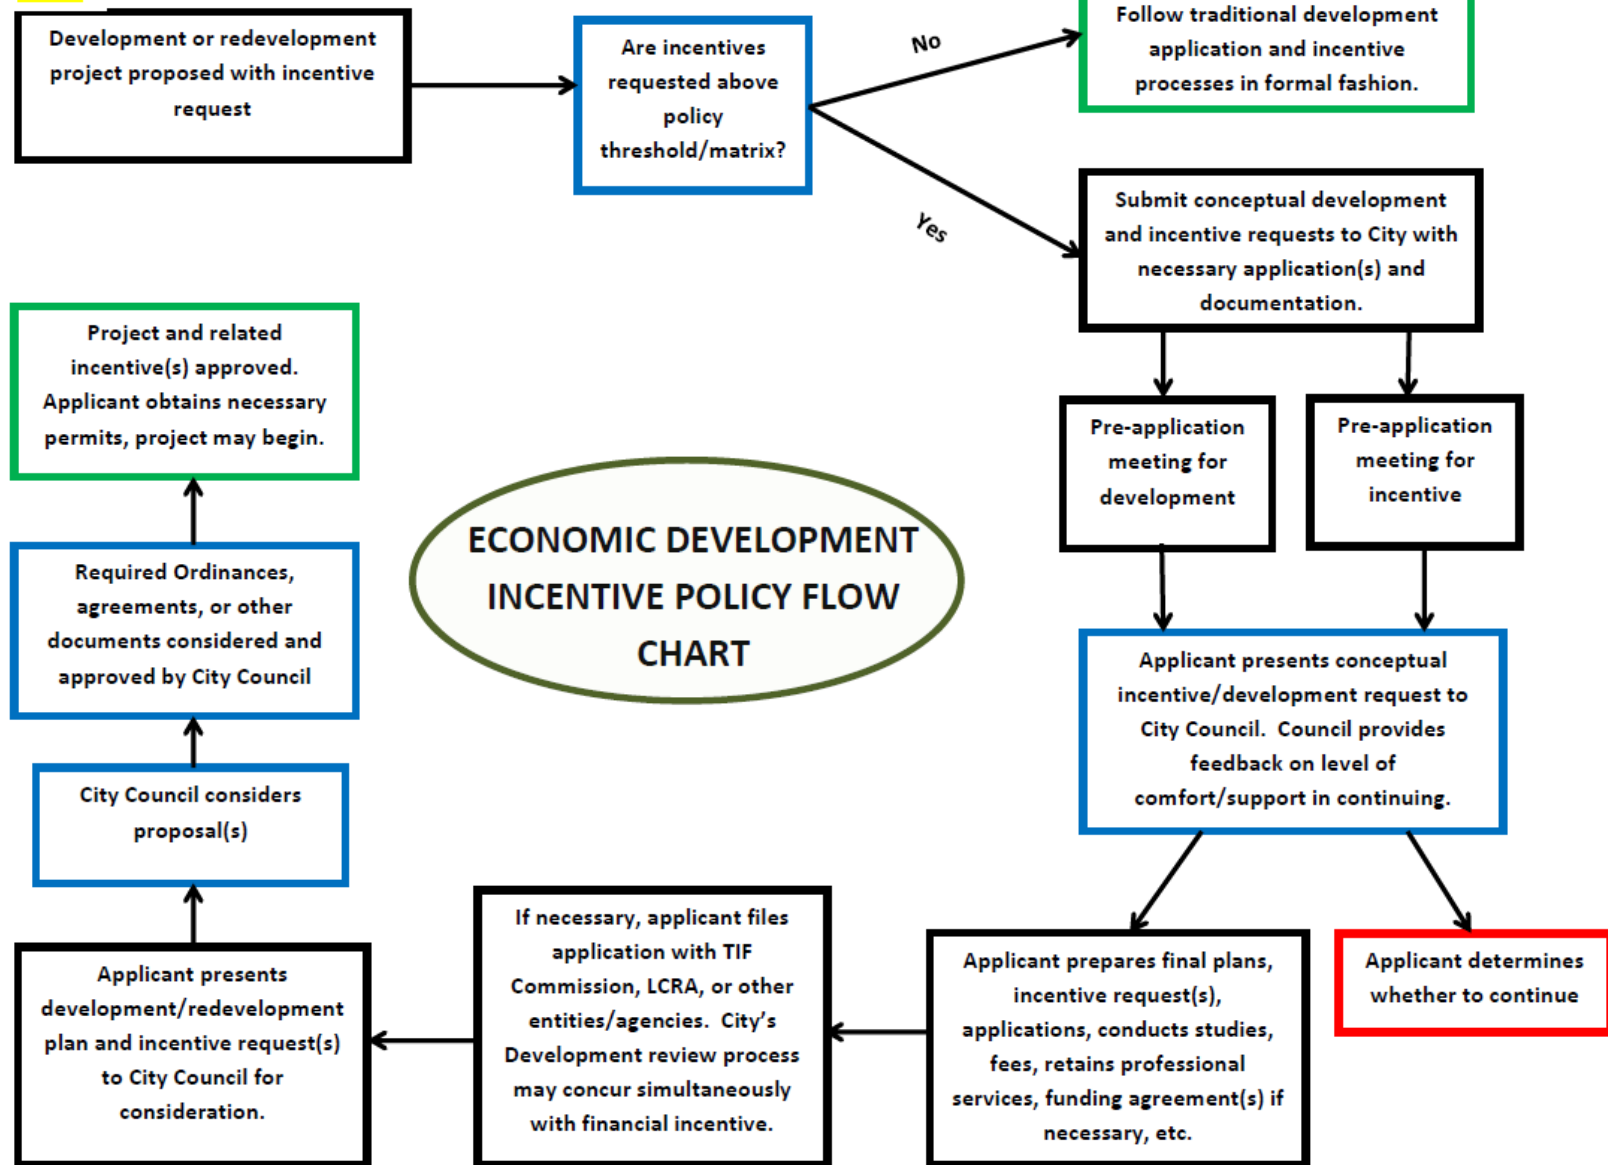 Development or redevelopment
project proposed with incentive
request
Are incentives
requested above
policy
threshold/matrix?
No
Yes
Follow traditional development
application and incentive
processes in formal fashion.
Submit conceptual development
and incentive requests to City with
necessary application(s) and
documentation.
Pre-application
meeting for
development
Pre-application
meeting for
incentive
Applicant presents conceptual
incentive/development request to
City Council. Council provides
feedback on level of
comfort/support in continuing.
Applicant determines
whether to continue
Applicant prepares final plans,
incentive request(s),
applications, conducts studies,
fees, retains professional
services, funding agreement(s) if
necessary, etc.
If necessary, applicant files
application with TIF
Commission, LCRA, or other
entities/agencies. City’s
Development review process
may concur simultaneously
with financial incentive.
Applicant presents
development/redevelopment
plan and incentive request(s)
to City Council for
consideration.
City Council considers
proposal(s)
Required Ordinances,
agreements, or other
documents considered and
approved by City Council
Project and related
incentive(s) approved.
Applicant obtains necessary
permits, project may begin.
ECONOMIC DEVELOPMENT
INCENTIVE POLICY FLOW
CHART